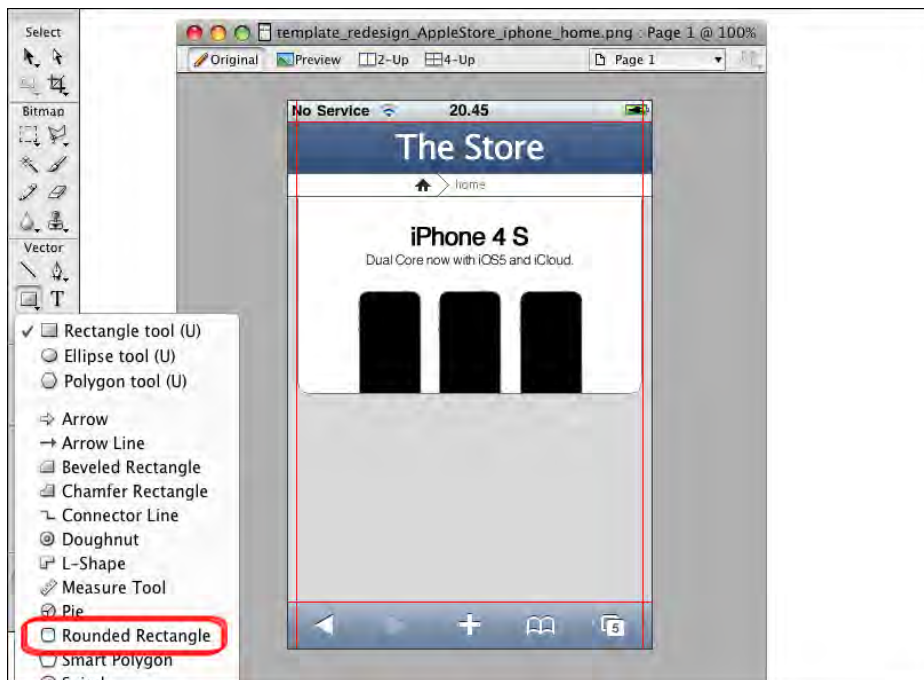 Select
Bitmap
Vector
T
Rectangle tool (U)
Ellipse tool (U)
Polygon tool (U)
Arrow
Arrow Line
Beveled Rectangle
Chamfer Rectangle
Connector Line
Doughnut
L-Shape
Measure Tool
Pie
Rounded Rectangle
Smart Polygon
template_redesign_AppleStore_iphone_home.png : Page 1 @ 100%
Original Preview 2-Up 4-Up Page 1
No Service 20.45
The Store
home
iPhone 4 S
Dual Core now with iOS5 and iCloud.
5